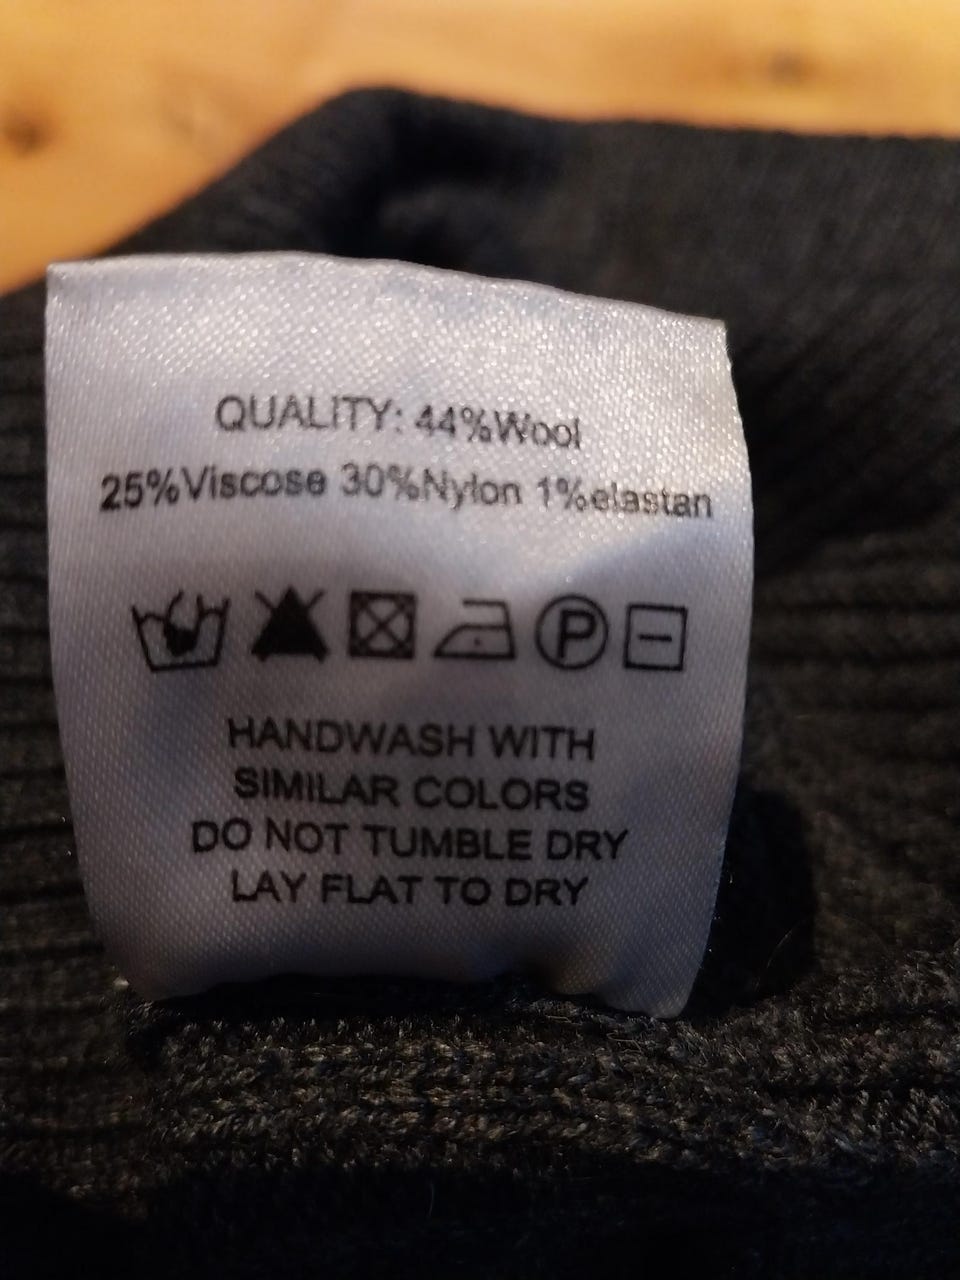 QUALITY: 44%Wool
25%Viscose 30%Nylon 1%elastan
P
HANDWASH WITH
SIMILAR COLORS
DO NOT TUMBLE DRY
LAY FLAT TO DRY